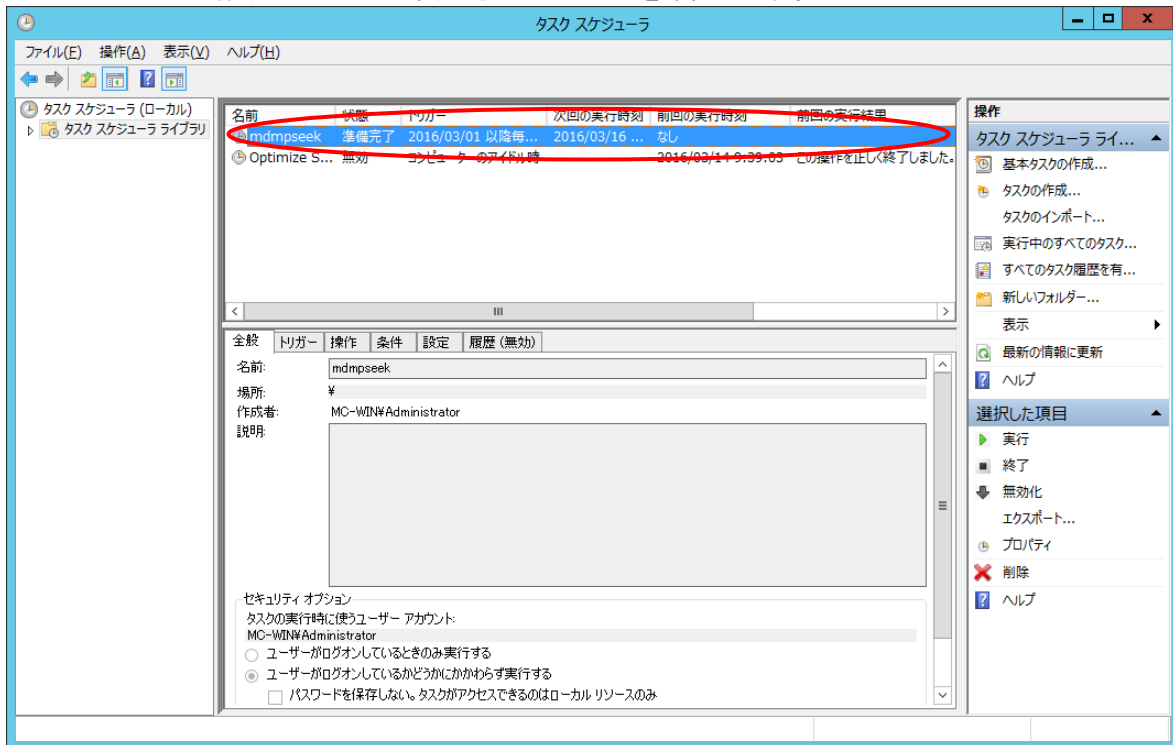 タスク スケジューラ
ファイル(F) 操作(A) 表示(V) ヘルプ(H)
タスク スケジューラ (ローカル)
タスク スケジューラ ライブラリ
名前 状態 トリガー 次回の実行時刻 前回の実行時刻 前回の実行結果
mdmpseek 準備完了 2016/03/01 以降毎... 2016/03/16 ... なし
Optimize S... 無効 コンピューターのアイドル時 2016/03/14 9:39:03 この操作を正しく終了しました。
全般 トリガー 操作 条件 設定 履歴 (無効)
名前: mdmpseek
場所: ¥
作成者: MC-WIN¥Administrator
説明:
セキュリティ オプション
タスクの実行時に使うユーザー アカウント:
MC-WIN¥Administrator
ユーザーがログオンしているときのみ実行する
ユーザーがログオンしているかどうかにかかわらず実行する
パスワードを保存しない。タスクがアクセスできるのはローカル リソースのみ
操作
タスク スケジューラ ライ...
基本タスクの作成...
タスクの作成...
タスクのインポート...
実行中のすべてのタスク...
すべてのタスク履歴を有...
新しいフォルダー...
表示
最新の情報に更新
ヘルプ
選択した項目
実行
終了
無効化
エクスポート...
プロパティ
削除
ヘルプ